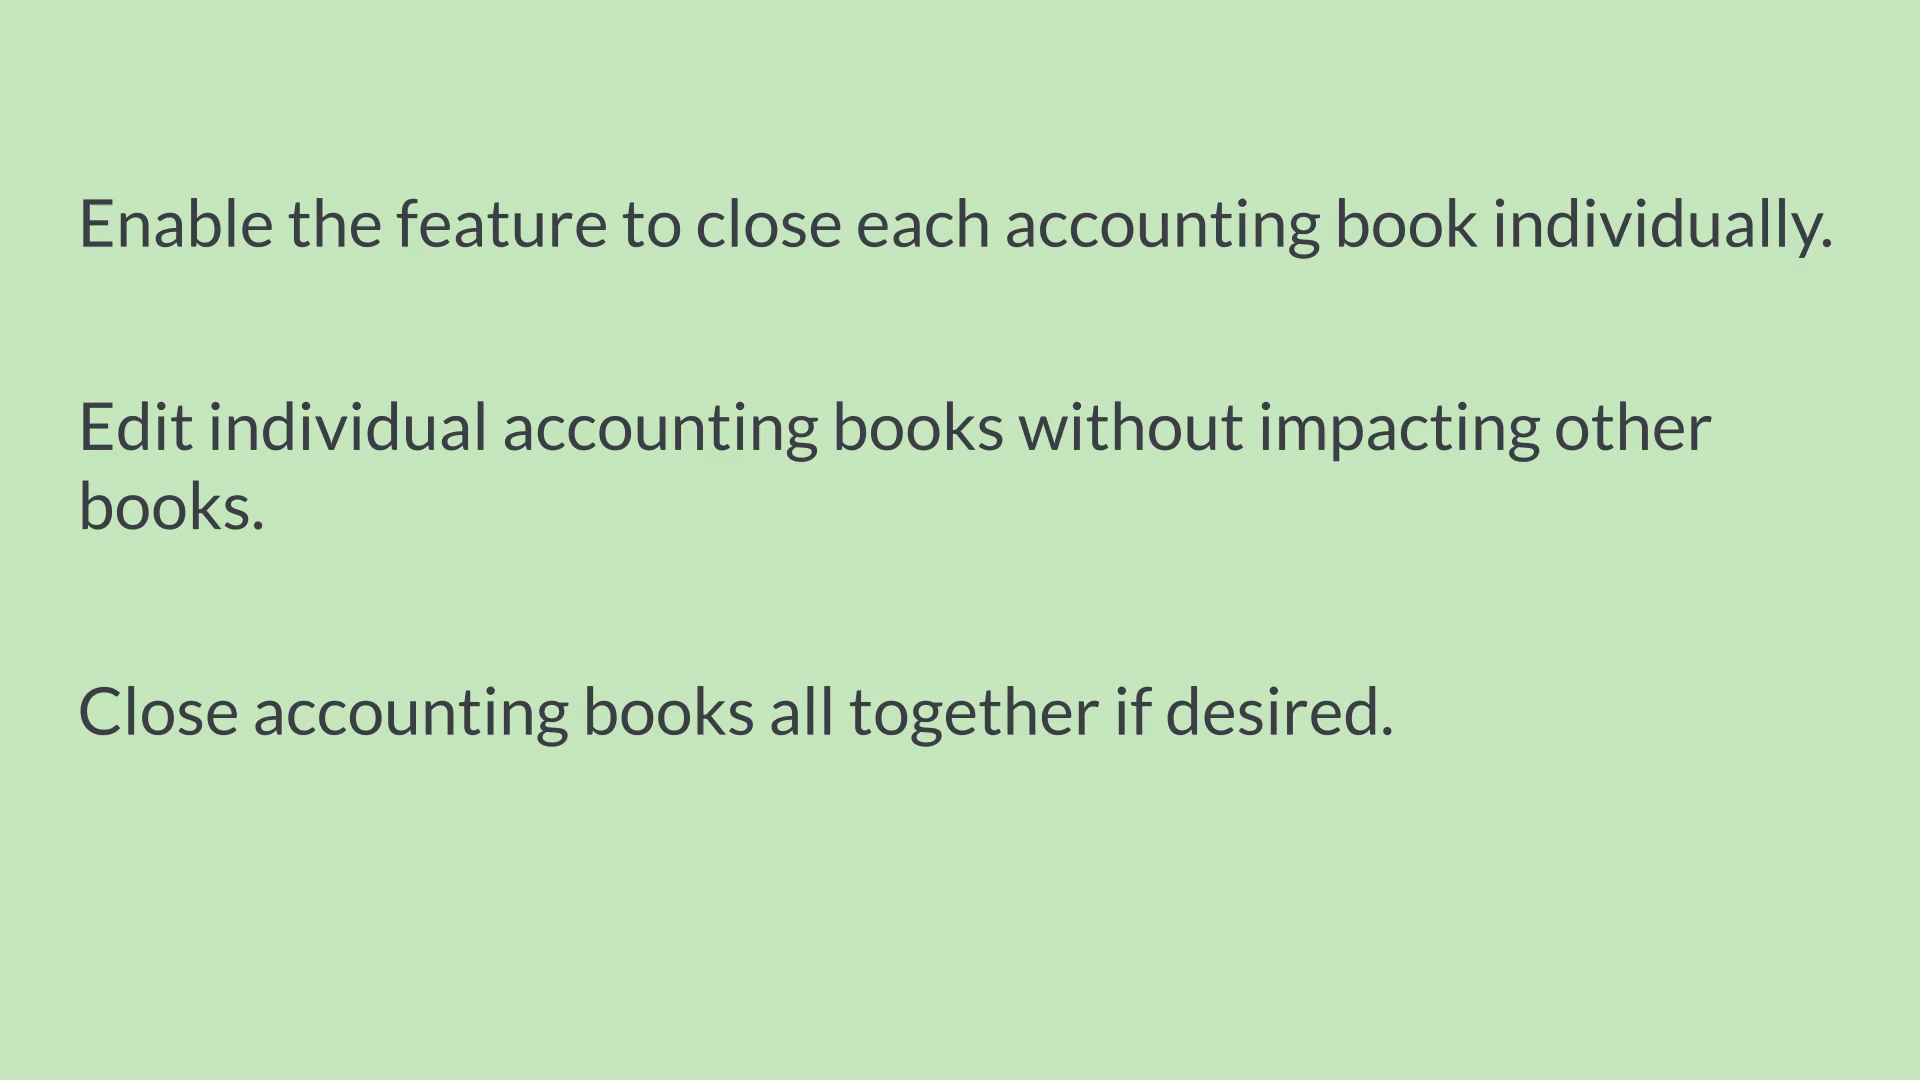 Enable the feature to close each accounting book individually.
Edit individual accounting books without impacting other
books.
Close accounting books all together if desired.